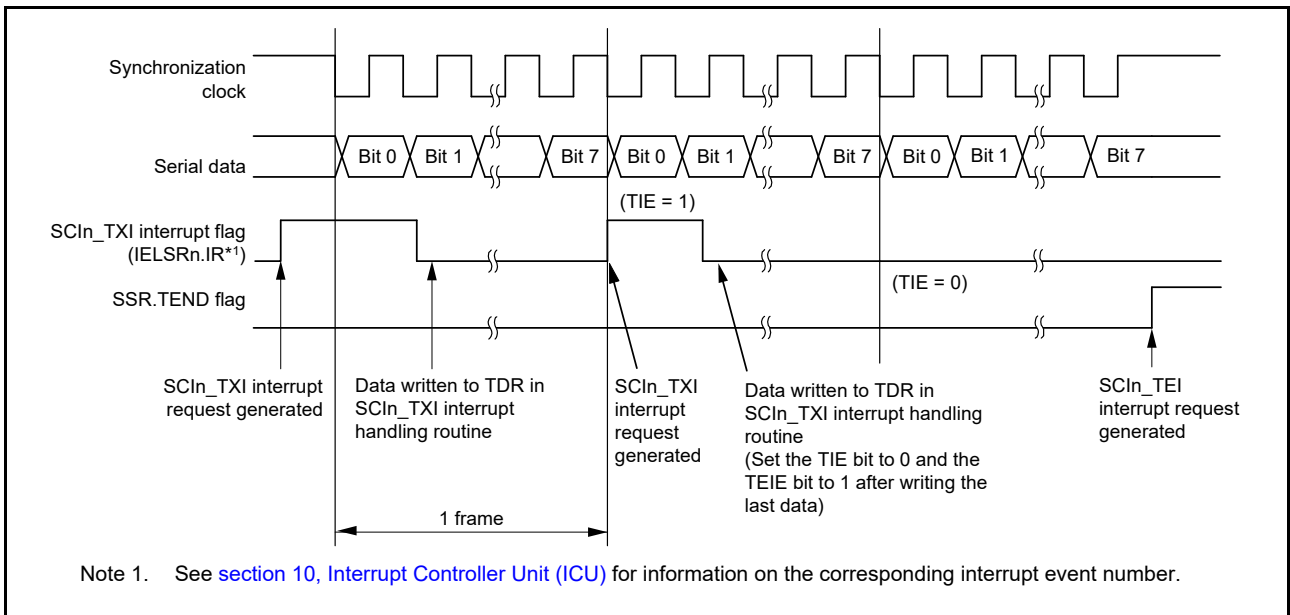 Synchronization
clock
Serial data
Bit 0 Bit 1 Bit 7 Bit 0 Bit 1 Bit 7 Bit 0 Bit 1 Bit 7
(TIE = 1)
SCIn_TXI interrupt flag
(IELSRn.IR*1)
(TIE = 0)
SSR.TEND flag
SCIn_TXI interrupt
request generated
Data written to TDR in
SCIn_TXI interrupt
handling routine
SCIn_TXI
interrupt
request
generated
Data written to TDR in
SCIn_TXI interrupt handling
routine
(Set the TIE bit to 0 and the
TEIE bit to 1 after writing the
last data)
SCIn_TEI
interrupt request
generated
1 frame
Note 1. See section 10, Interrupt Controller Unit (ICU) for information on the corresponding interrupt event number.